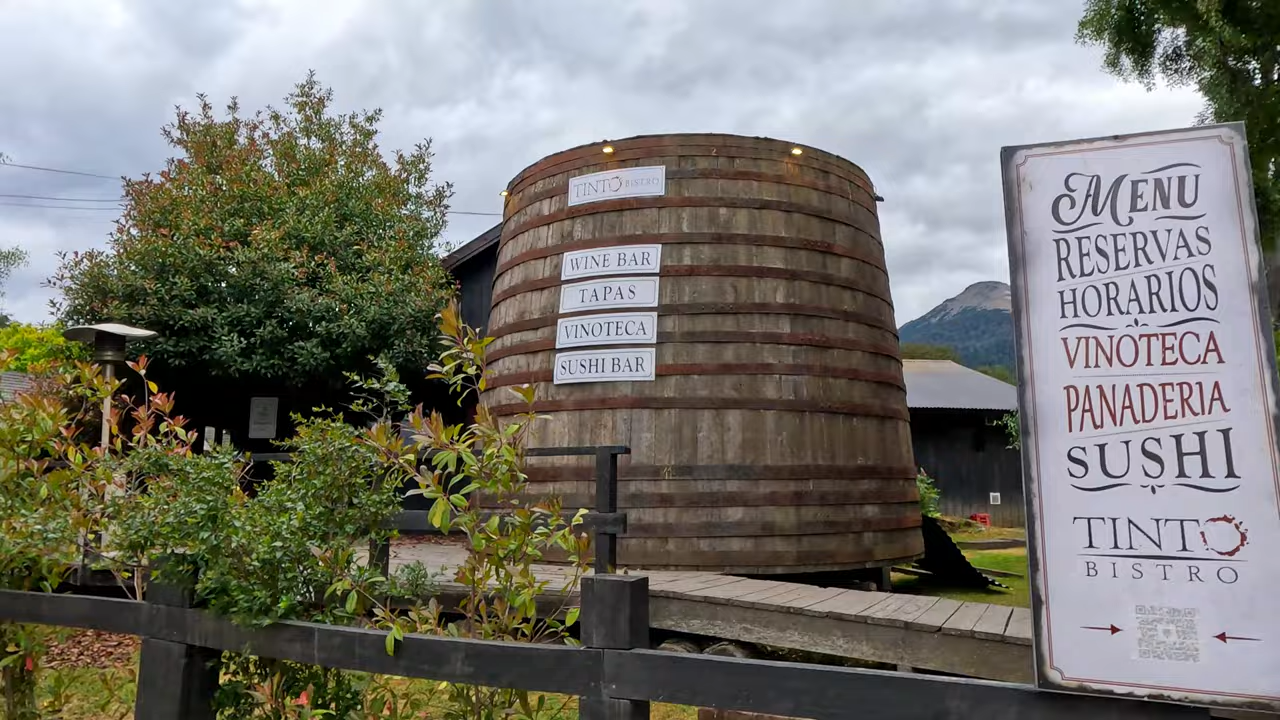 TINTO BISTRO
WINE BAR
TAPAS
VINOTECA
SUSHI BAR
MENU
RESERVAS
HORARIOS
VINOTECA
PANADERIA
SUSHI
TINTO
BISTRO